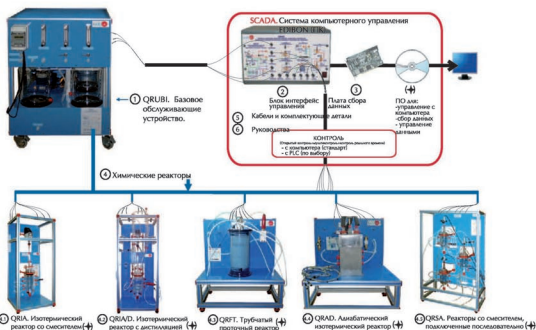 SCADA. Система компьютерного управления
EDIBON
1 QRUBI. Базовое
обслуживающие
устройство.
2
Блок интерфейс
управления
3
Плата сбора
данных
ПО для:
-управление с
компьютера
-сбор данных
- управление
данными
5 Кабели и комплектующие детали
6 Руководства
КОНТРОЛЬ
- с компьютера (стандарт)
- с PLC (по выбору)
4 Химические реакторы
4.1 QRIA. Изотермический
реактор со смесителем (+)
4.2 QRIA/D. Изотермический
реактор с дистилляцией (+)
4.3 QRFT. Трубчатый (+)
проточный реактор
4.4 QRAD. Адиабатический
изотермический реактор (+)
4.5 QRSA. Реакторы со смесителем,
подключенные последователи (+)